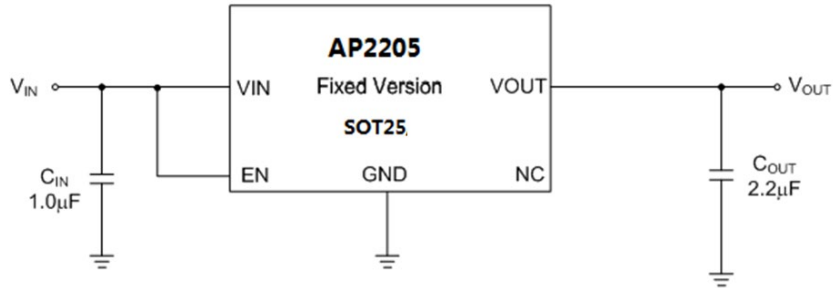 AP2205
VIN VIN Fixed Version VOUT VOUT
SOT25,
CIN EN GND NC COUT
1.0μF 2.2μF